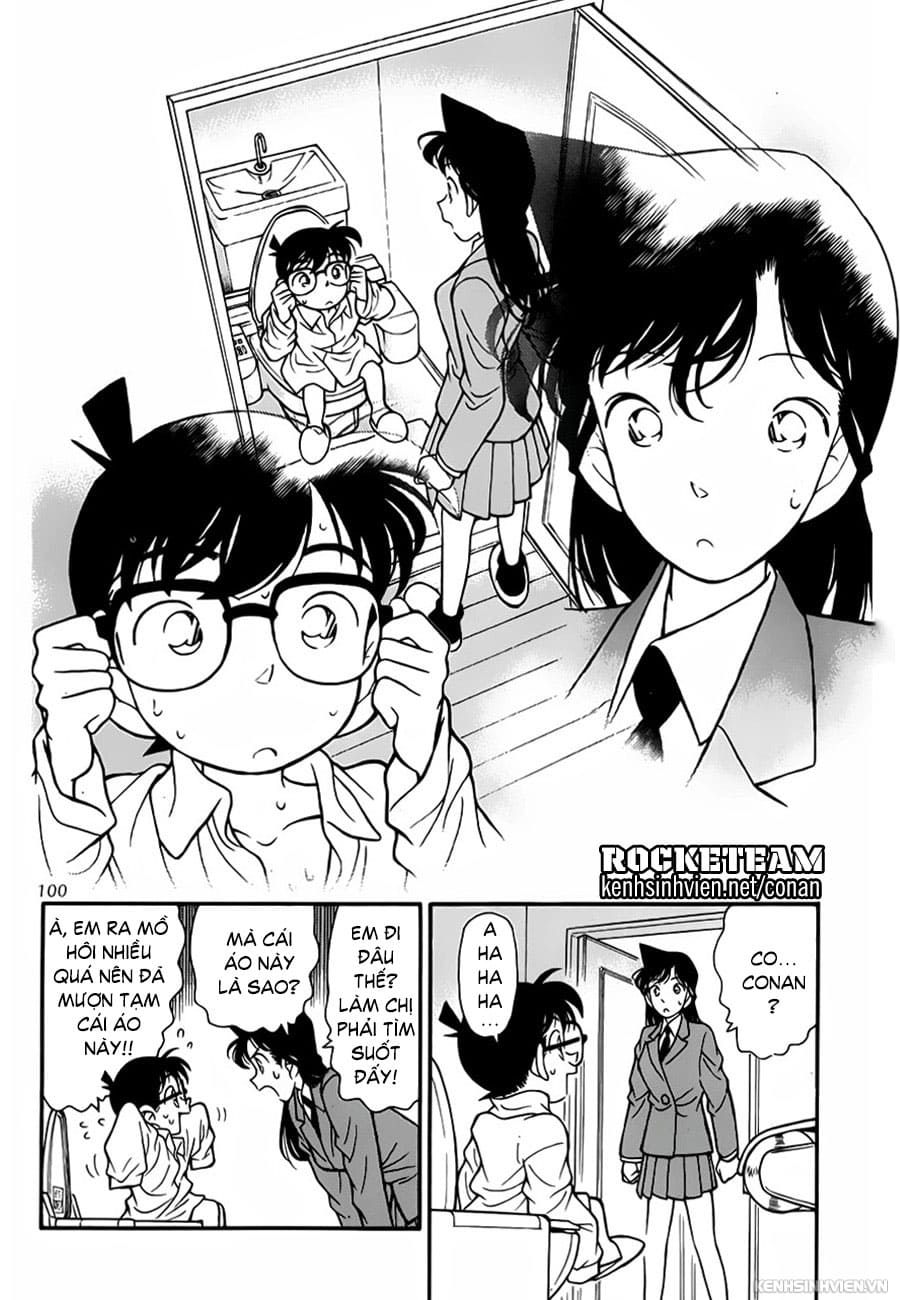 ROCKETEAM
kenhsinhvien.net/conan
100
CO...
CONAN
?
A
HA
HA
HA
...
EM ĐI
ĐÂU
THẾ?
LÀM CHỊ
PHẢI TÌM
SUỐT
ĐẤY!
MÀ CÁI
ÁO NÀY
LÀ SAO?
À, EM RA MỒ
HÔI NHIỀU
QUÁ NÊN ĐÃ
MƯỢN TẠM
CÁI ÁO
NÀY!!
KENHSINHVIEN.VN